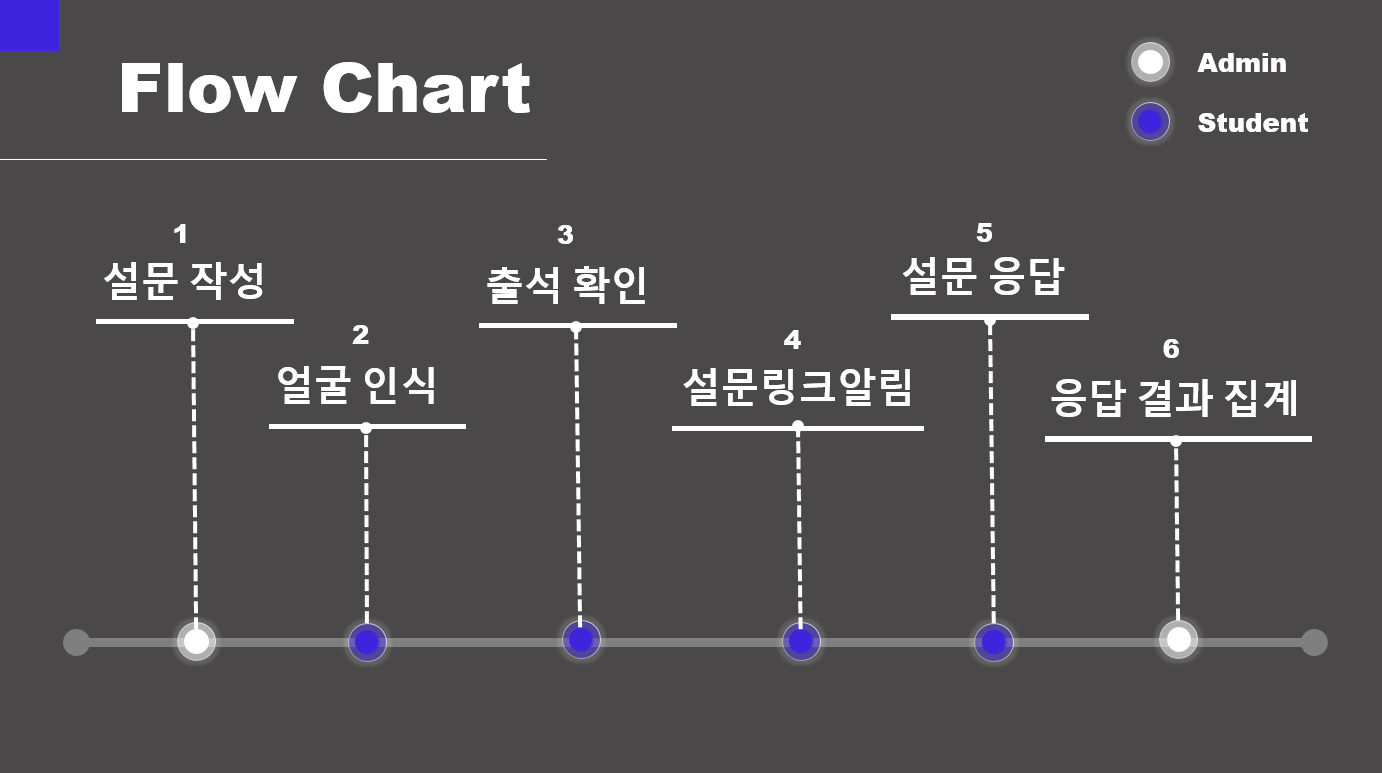 Flow Chart
Admin
Student
1
설문 작성
2
얼굴 인식
3
출석 확인
4
설문링크알림
5
설문 응답
6
응답 결과 집계